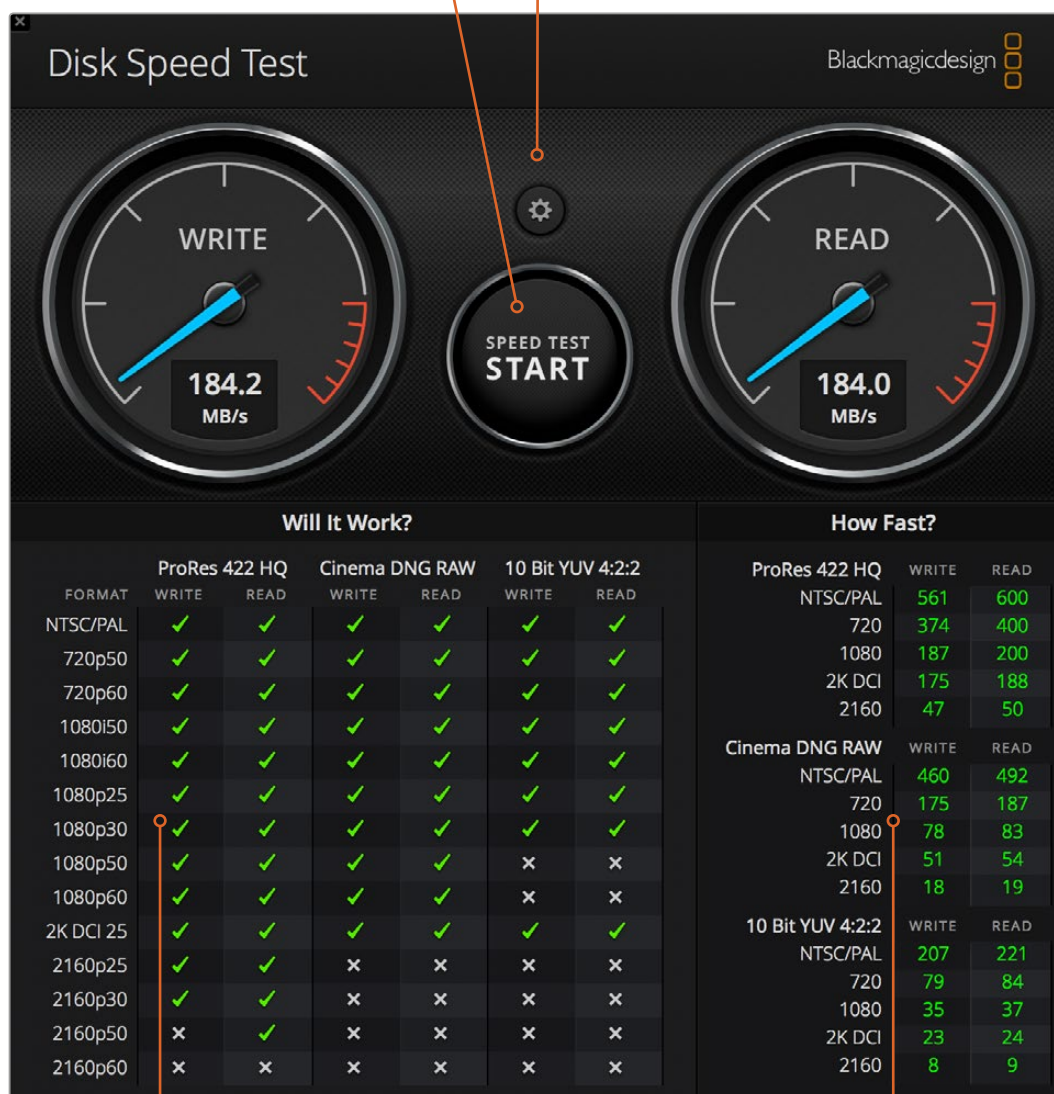 Disk Speed Test
Blackmagicdesign
WRITE
184.2
MB/s
SPEED TEST
START
READ
184.0
MB/s
Will It Work?
ProRes 422 HQ Cinema DNG RAW 10 Bit YUV 4:2:2
FORMAT WRITE READ WRITE READ WRITE READ
NTSC/PAL ✓ ✓ ✓ ✓ ✓ ✓
720p50 ✓ ✓ ✓ ✓ ✓ ✓
720p60 ✓ ✓ ✓ ✓ ✓ ✓
1080i50 ✓ ✓ ✓ ✓ ✓ ✓
1080i60 ✓ ✓ ✓ ✓ ✓ ✓
1080p25 ✓ ✓ ✓ ✓ ✓ ✓
1080p30 ✓ ✓ ✓ ✓ ✓ ✓
1080p50 ✓ ✓ ✓ ✓ × ×
1080p60 ✓ ✓ ✓ ✓ × ×
2K DCI 25 ✓ ✓ ✓ ✓ ✓ ✓
2160p25 ✓ ✓ × × × ×
2160p30 ✓ ✓ × × × ×
2160p50 × ✓ × × × ×
2160p60 × × × × × ×
How Fast?
ProRes 422 HQ WRITE READ
NTSC/PAL 561 600
720 374 400
1080 187 200
2K DCI 175 188
2160 47 50
Cinema DNG RAW WRITE READ
NTSC/PAL 460 492
720 175 187
1080 78 83
2K DCI 51 54
2160 18 19
10 Bit YUV 4:2:2 WRITE READ
NTSC/PAL 207 221
720 79 84
1080 35 37
2K DCI 23 24
2160 8 9